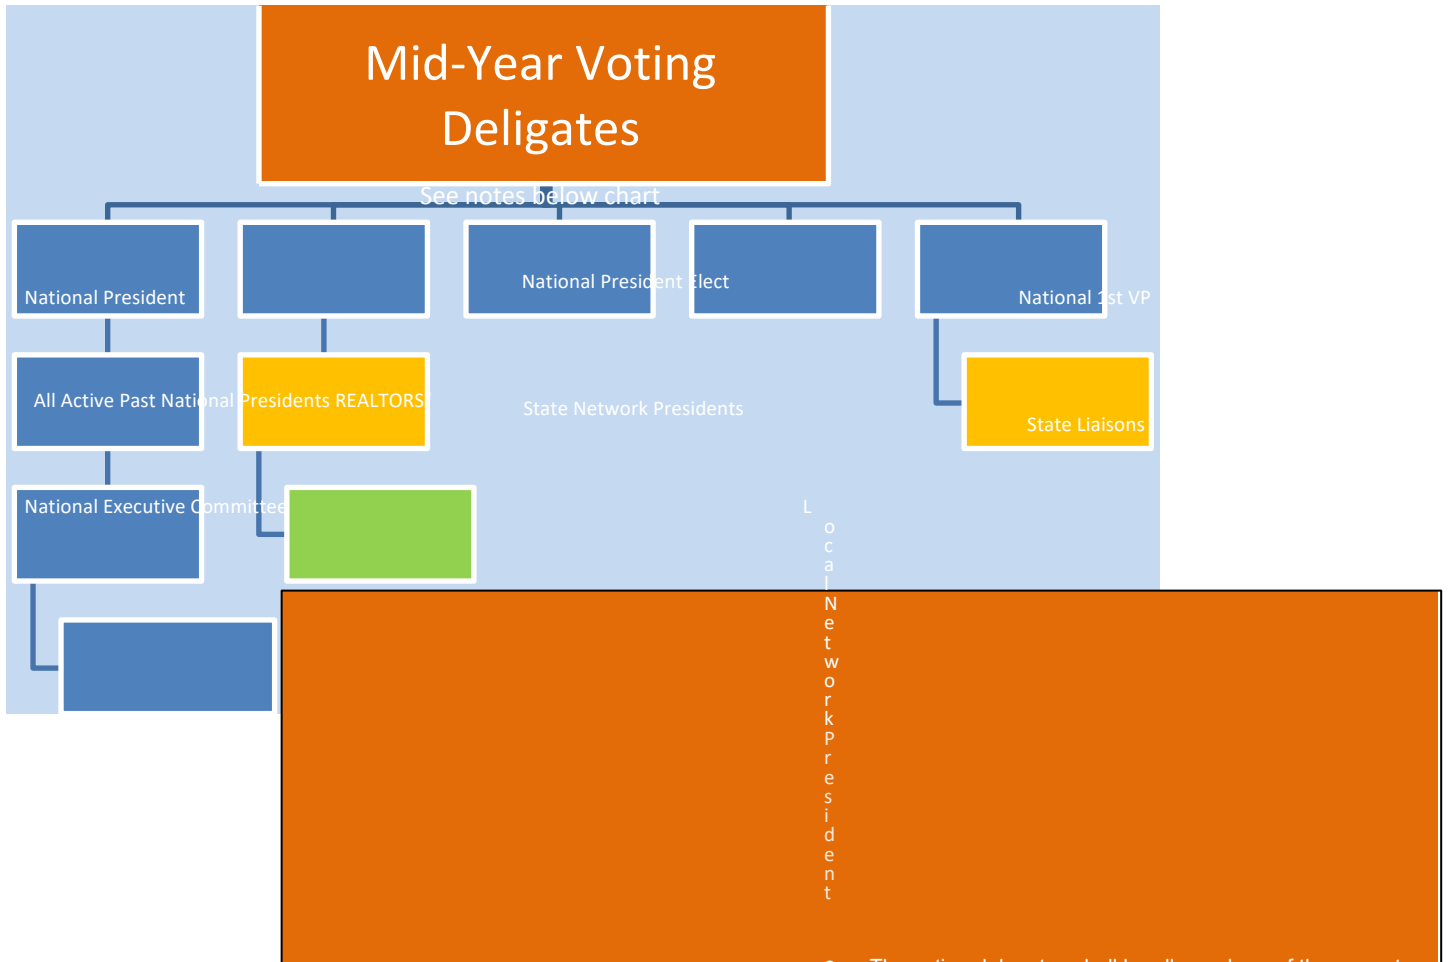 Mid-Year Voting
Deligates
See notes below chart
National President Elect
National President
National 1st VP
All Active Past National Presidents REALTORS
State Network Presidents
State Liaisons
National Executive Committee
L
o
c
a
l
N
e
t
w
o
r
k
P
r
e
s
i
d
e
n
t